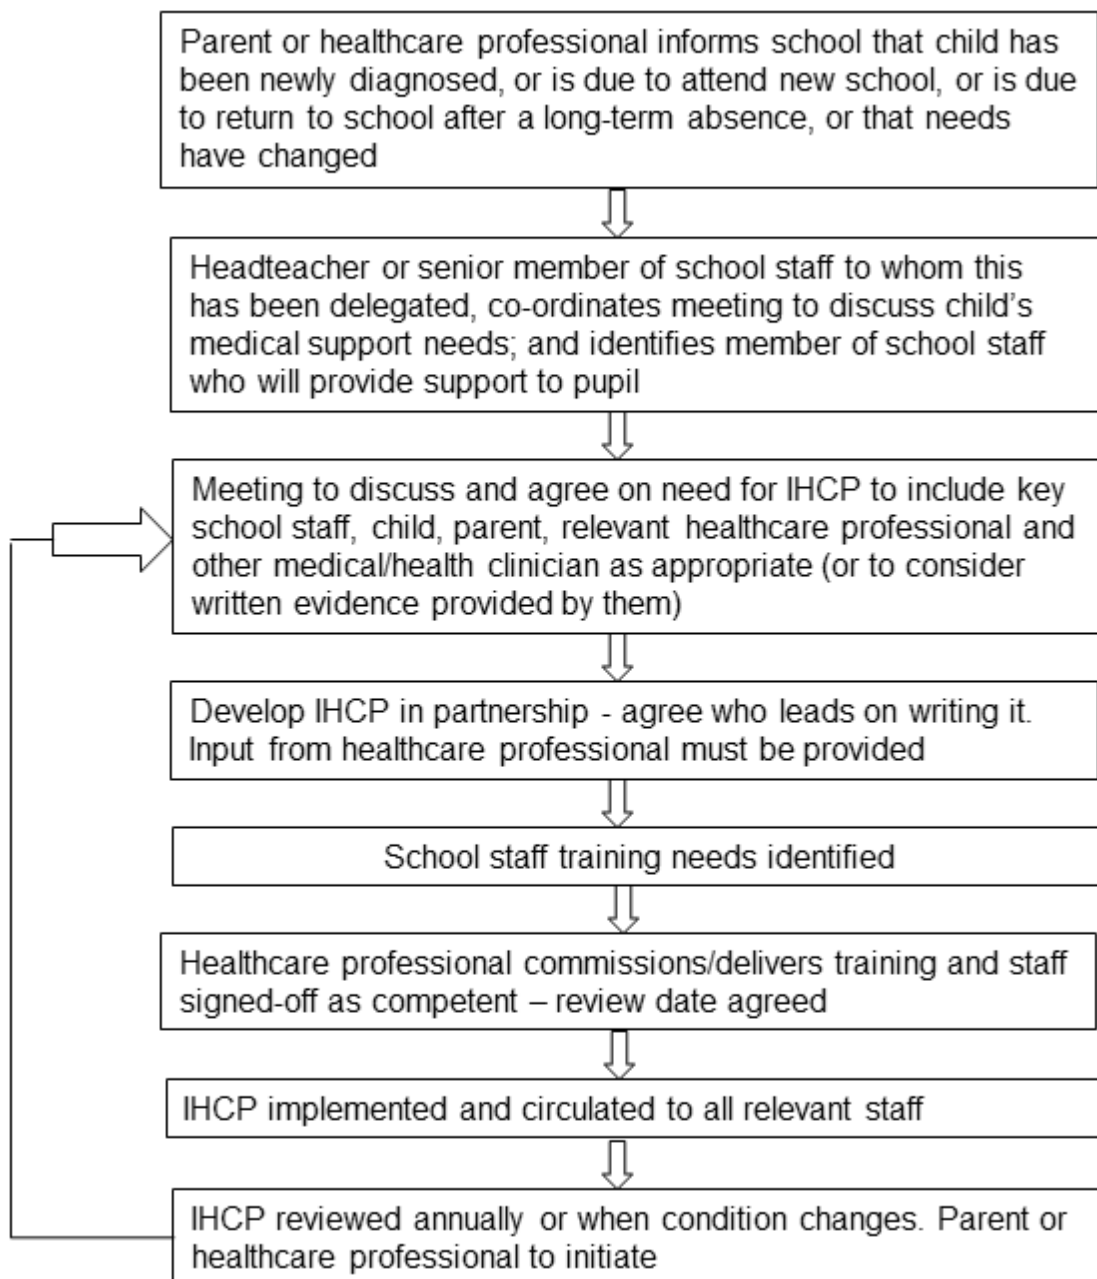 Parent or healthcare professional informs school that child has
been newly diagnosed, or is due to attend new school, or is due
to return to school after a long-term absence, or that needs
have changed
Headteacher or senior member of school staff to whom this
has been delegated, co-ordinates meeting to discuss child's
medical support needs; and identifies member of school staff
who will provide support to pupil
Meeting to discuss and agree on need for IHCP to include key
school staff, child, parent, relevant healthcare professional and
other medical/health clinician as appropriate (or to consider
written evidence provided by them)
Develop IHCP in partnership - agree who leads on writing it.
Input from healthcare professional must be provided
School staff training needs identified
Healthcare professional commissions/delivers training and staff
signed-off as competent – review date agreed
IHCP implemented and circulated to all relevant staff
IHCP reviewed annually or when condition changes. Parent or
healthcare professional to initiate